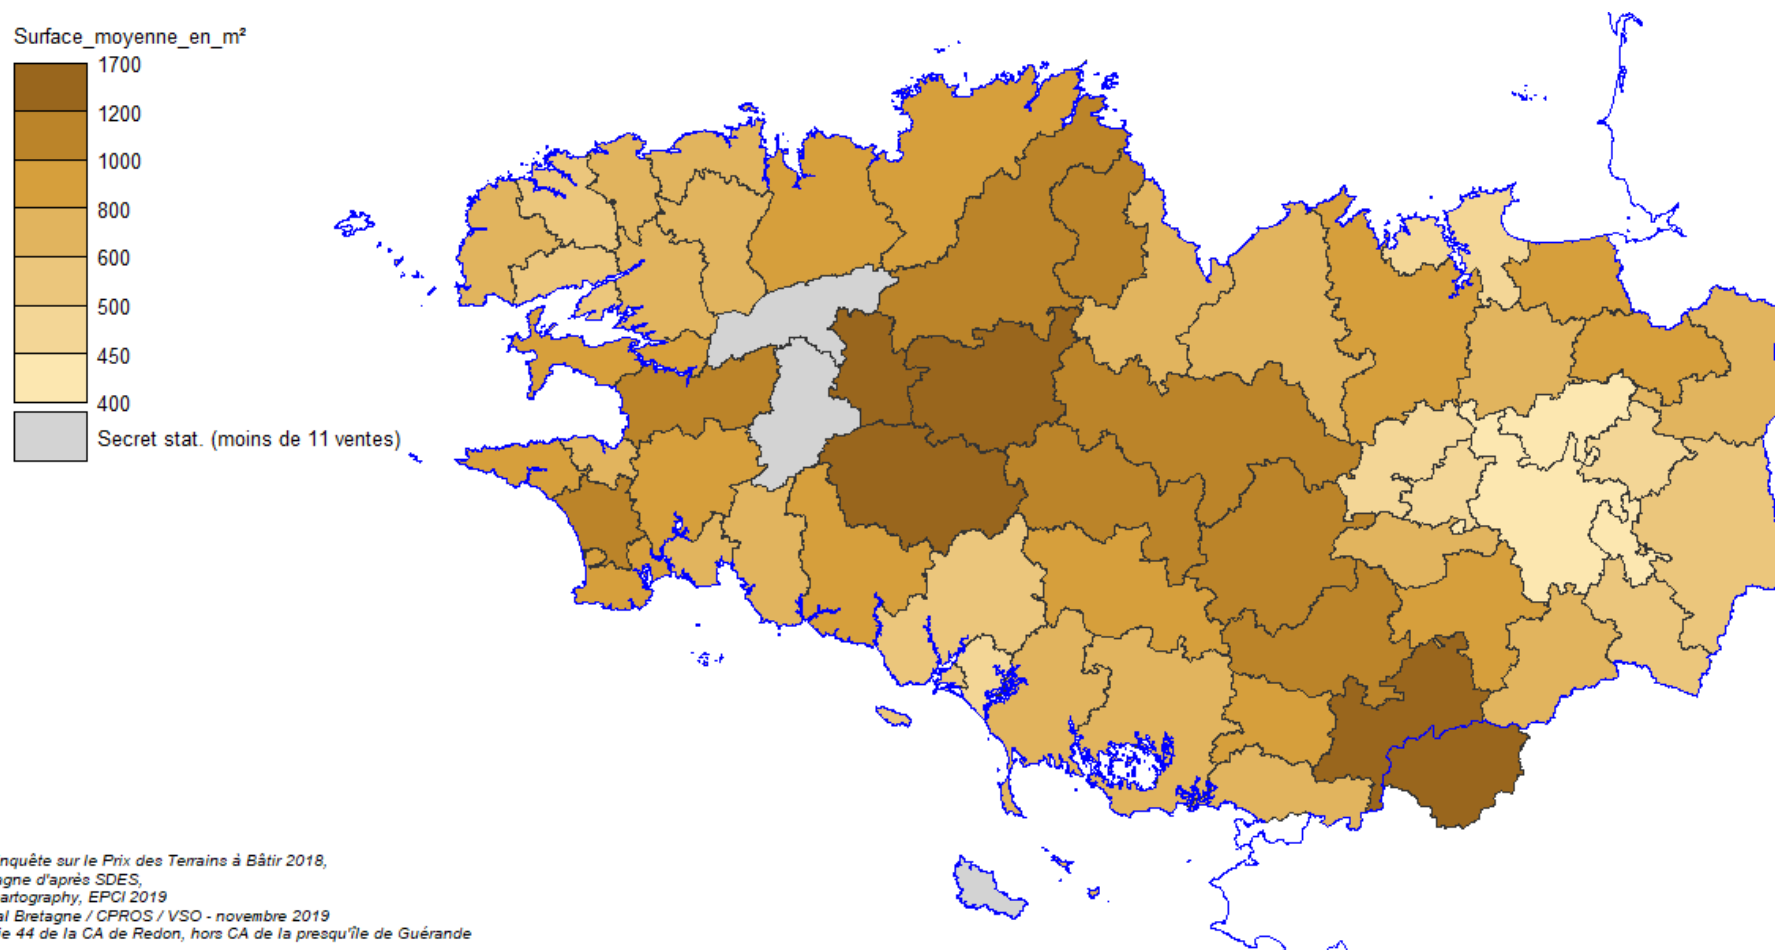 Surface_moyenne_en_m²
1700
1200
1000
800
600
500
450
400
Secret stat. (moins de 11 ventes)
nquête sur le Prix des Terrains à Bâtir 2018,
agne d'après SDES,
artography, EPCI 2019
al Bretagne / CPROS / VSO - novembre 2019
ie 44 de la CA de Redon, hors CA de la presqu'île de Guérande